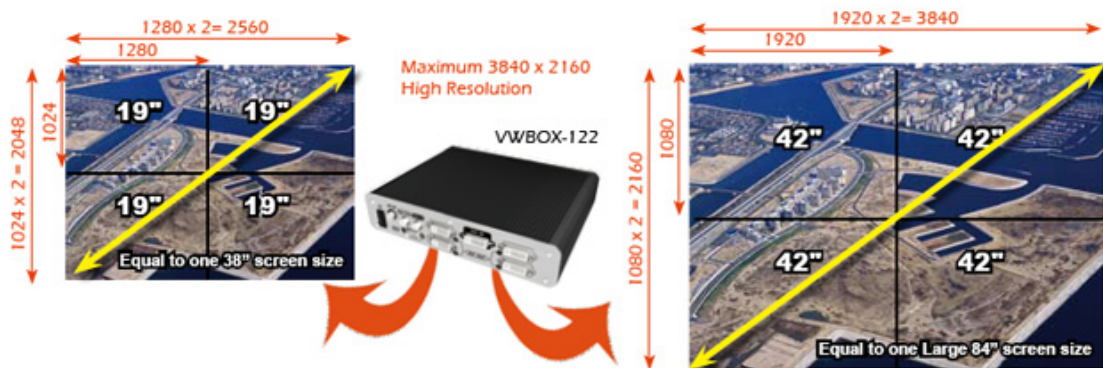 1280 x 2= 2560
1280
1024 x 2 = 2048
1024
19"
19"
19"
19"
Equal to one 38" screen size
Maximum 3840 x 2160
High Resolution
VWBOX-122
1920 x 2= 3840
1920
1080 x 2 = 2160
1080
42"
42"
42"
42"
Equal to one Large 84" screen size